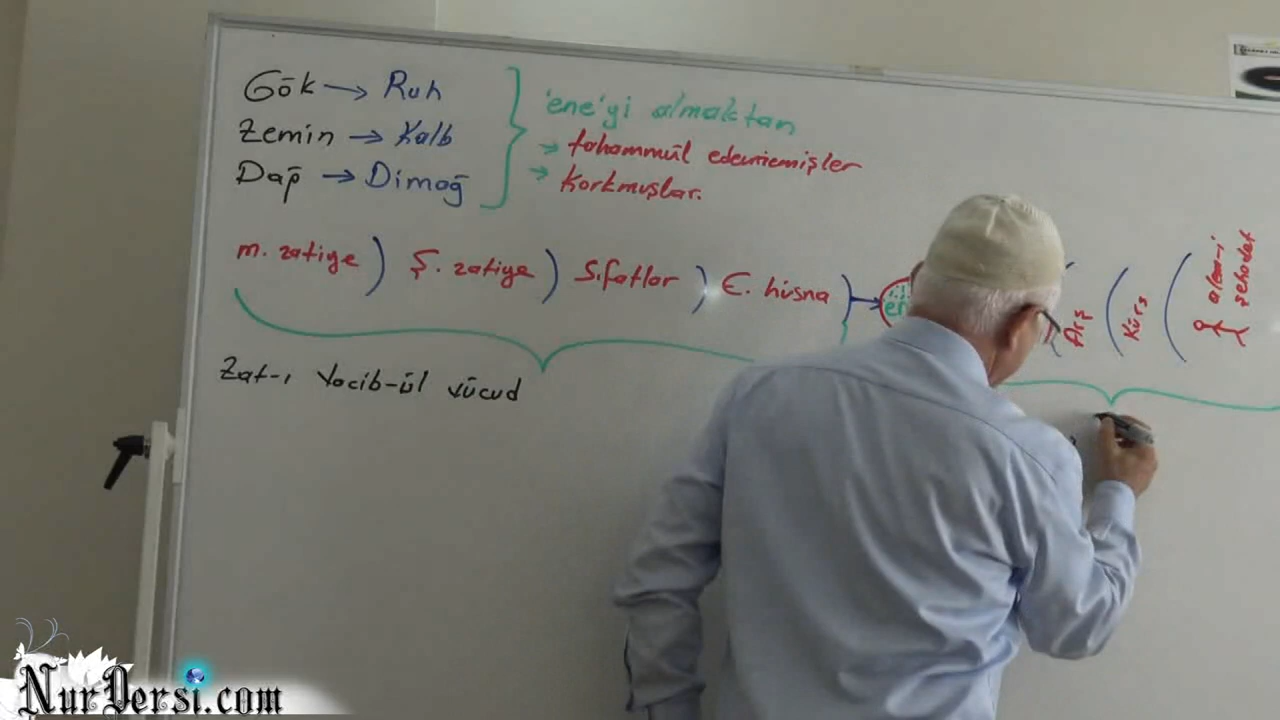 Gök → Ruh
Zemin → Kalb
Dağ → Dimağ
'ene'yi almaktan
→ tahammül edememişler
→ Korkmuşlar.
m. zatiye ) Ş. zatiye ) Sıfatlar ) E. hüsna ) →
Arş ( Kürs ( alem-i şehadet
Zat-ı Vacib-ül vücud
NurDersi.com